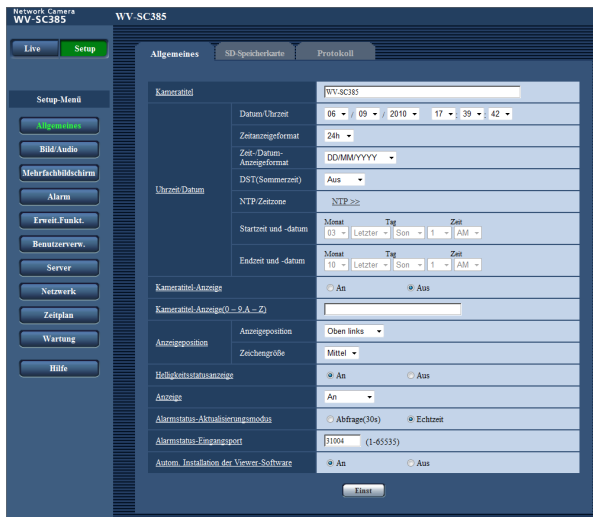 Network Camera
WV-SC385
WV-SC385
Live Setup
Allgemeines SD-Speicherkarte Protokoll
Setup-Menü
Allgemeines
Bild/Audio
Mehrfachbildschirm
Alarm
Erweit.Funkt.
Benutzerverw.
Server
Netzwerk
Zeitplan
Wartung
Hilfe
Kameratitel WV-SC385
Uhrzeit/Datum
Datum/Uhrzeit 06 / 09 / 2010 17 : 39 : 42
Zeitanzeigeformat 24h
Zeit-/Datum-
Anzeigeformat DD/MM/YYYY
DST(Sommerzeit) Aus
NTP/Zeitzone NTP >>
Startzeit und -datum
Monat Tag Zeit
03 Letzter Son 1 AM
Endzeit und -datum
Monat Tag Zeit
10 Letzter Son 1 AM
Kameratitel-Anzeige An Aus
Kameratitel-Anzeige(0 – 9,A – Z)
Anzeigeposition
Anzeigeposition Oben links
Zeichengröße Mittel
Helligkeitsstatusanzeige An Aus
Anzeige An
Alarmstatus-Aktualisierungsmodus Abfrage(30s) Echtzeit
Alarmstatus-Eingangsport 31004 (1-65535)
Autom. Installation der Viewer-Software An Aus
Einst